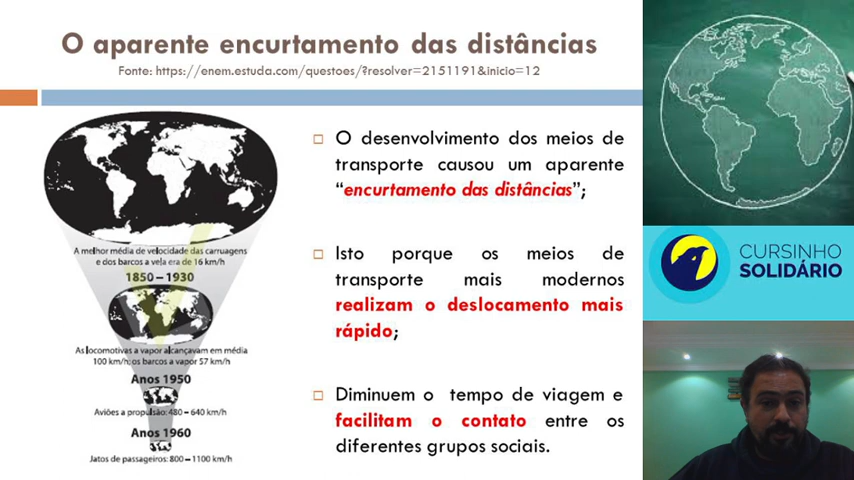 O aparente encurtamento das distâncias
Fonte: https://enem.estuda.com/questoes/?resolver=2151191&inicio=12
A melhor média de velocidade das carruagens
e dos barcos a vela era de 16 km/h
1850 – 1930
As locomotivas a vapor alcançavam em média
100 km/h; os barcos a vapor 57 km/h
Anos 1950
Aviões a propulsão: 480 – 640 km/h
Anos 1960
Jatos de passageiros: 800 – 1100 km/h
O desenvolvimento dos meios de
transporte causou um aparente
“encurtamento das distâncias”;
Isto porque os meios de
transporte mais modernos
realizam o deslocamento mais
rápido;
Diminuem o tempo de viagem e
facilitam o contato entre os
diferentes grupos sociais.
CURSINHO
SOLIDÁRIO